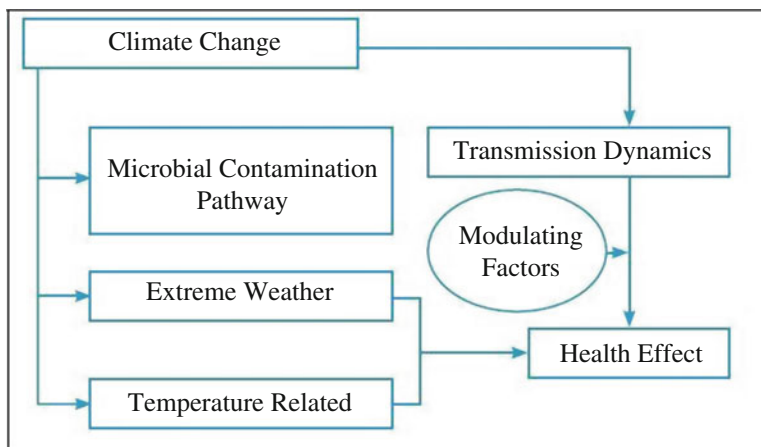 Climate Change
Transmission Dynamics
Microbial Contamination
Pathway
Modulating
Factors
Extreme Weather
Health Effect
Temperature Related